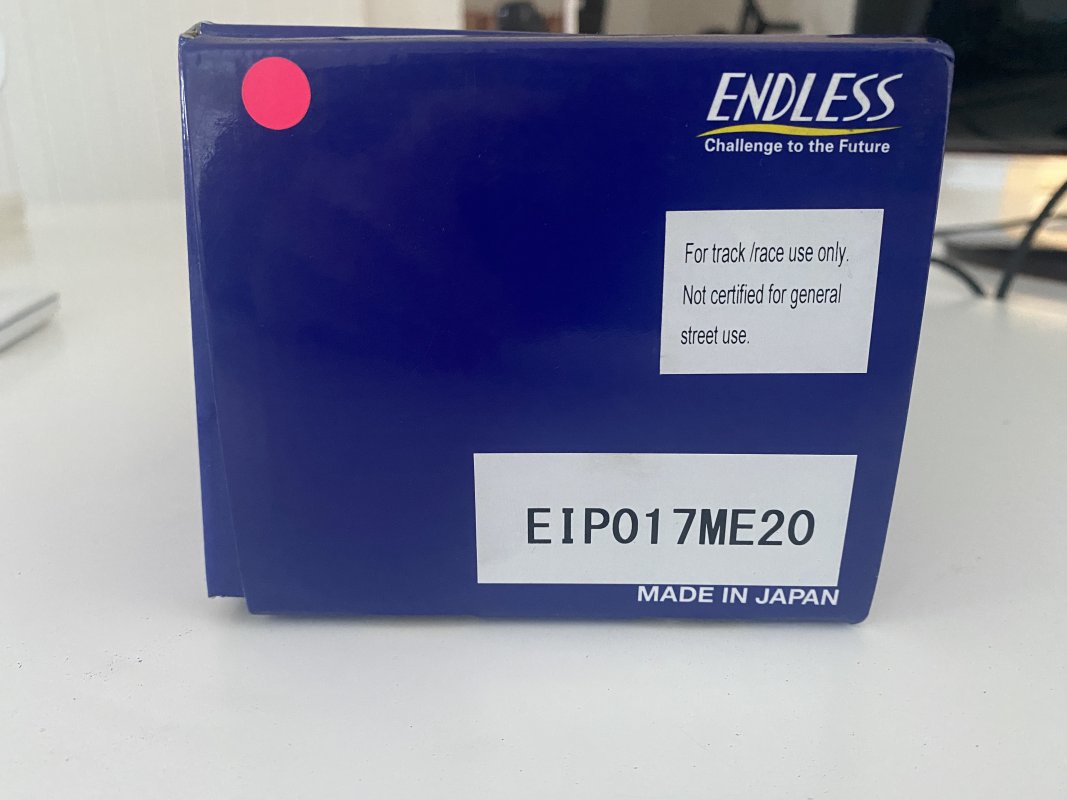 ENDLESS
Challenge to the Future
For track /race use only.
Not certified for general
street use.
EIP017ME20
MADE IN JAPAN